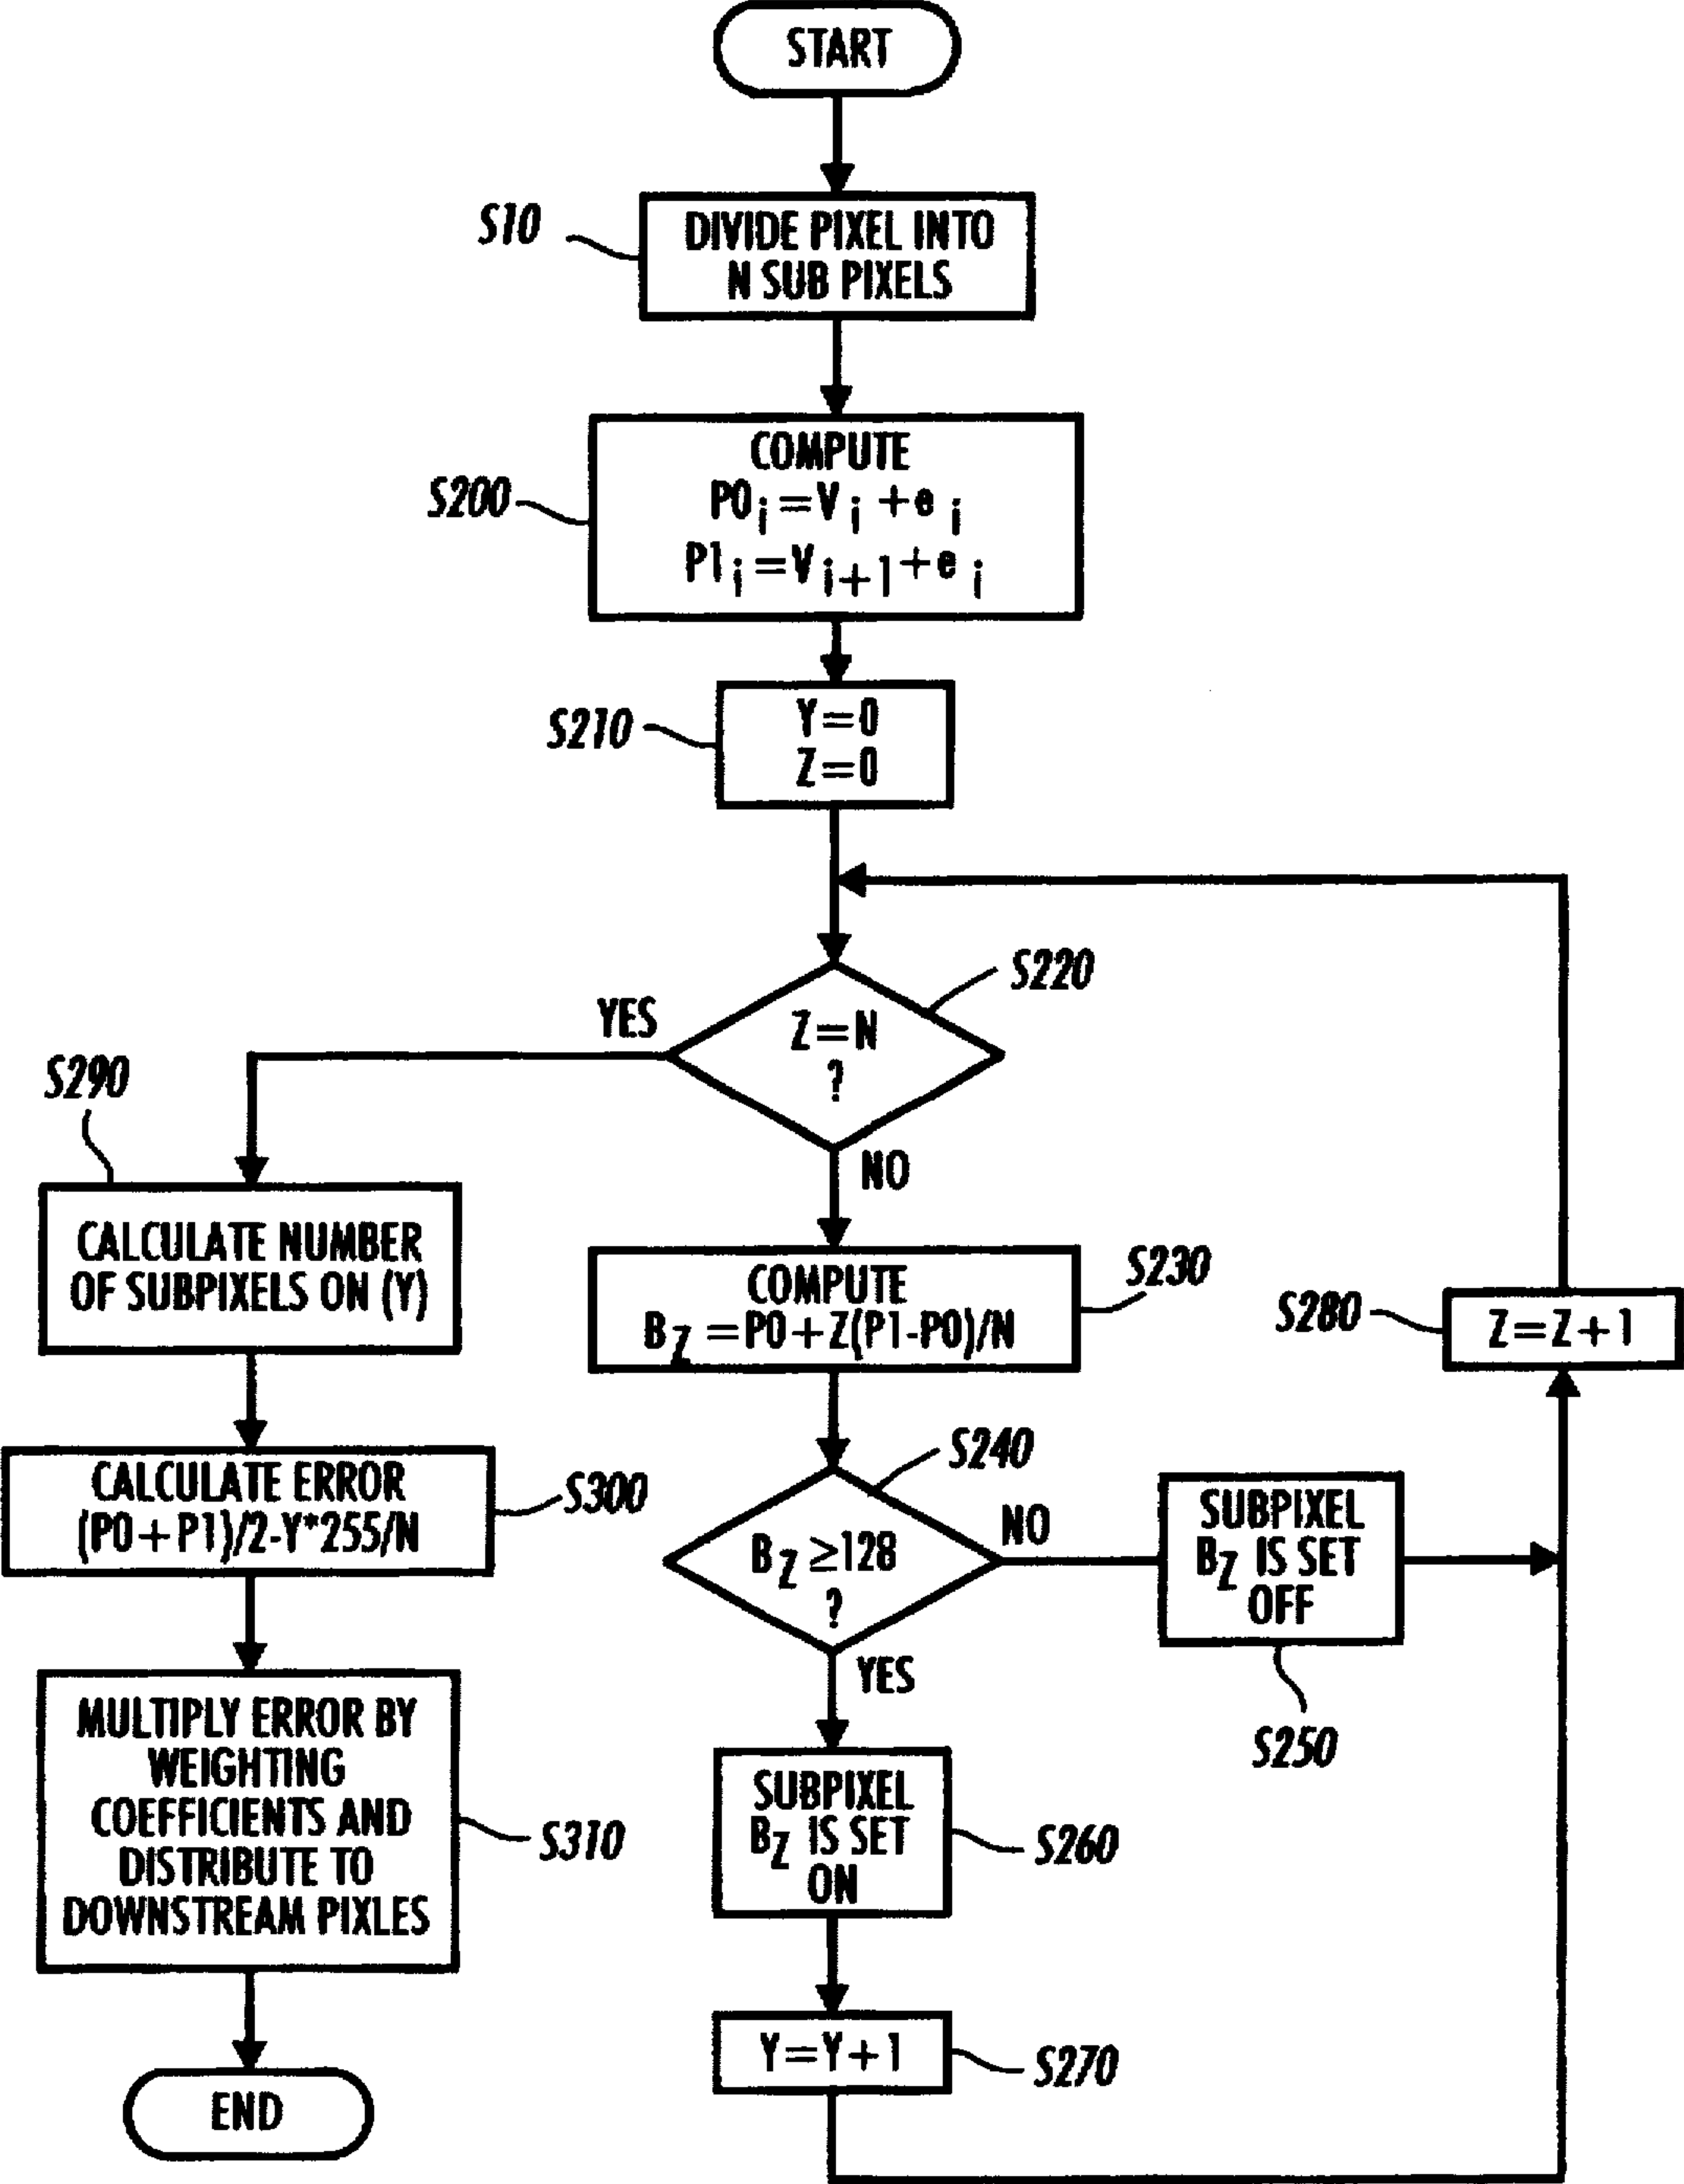 START
S10
DIVIDE PIXEL INTO
N SUB PIXELS
S200
COMPUTE
P0i=Vi+ei
P1i=Vi+1+ei
S210
Y=0
Z=0
S220
YES
Z=N
?
NO
S290
CALCULATE NUMBER
OF SUBPIXELS ON (Y)
COMPUTE
BZ=P0+Z(P1-P0)/N
S230
S280
Z=Z+1
CALCULATE ERROR
(P0+P1)/2-Y*255/N
S300
S240
BZ≥128
?
NO
YES
SUBPIXEL
BZ IS SET
OFF
S250
MULTIPLY ERROR BY
WEIGHTING
COEFFICIENTS AND
DISTRIBUTE TO
DOWNSTREAM PIXLES
S310
SUBPIXEL
BZ IS SET
ON
S260
Y=Y+1
S270
END